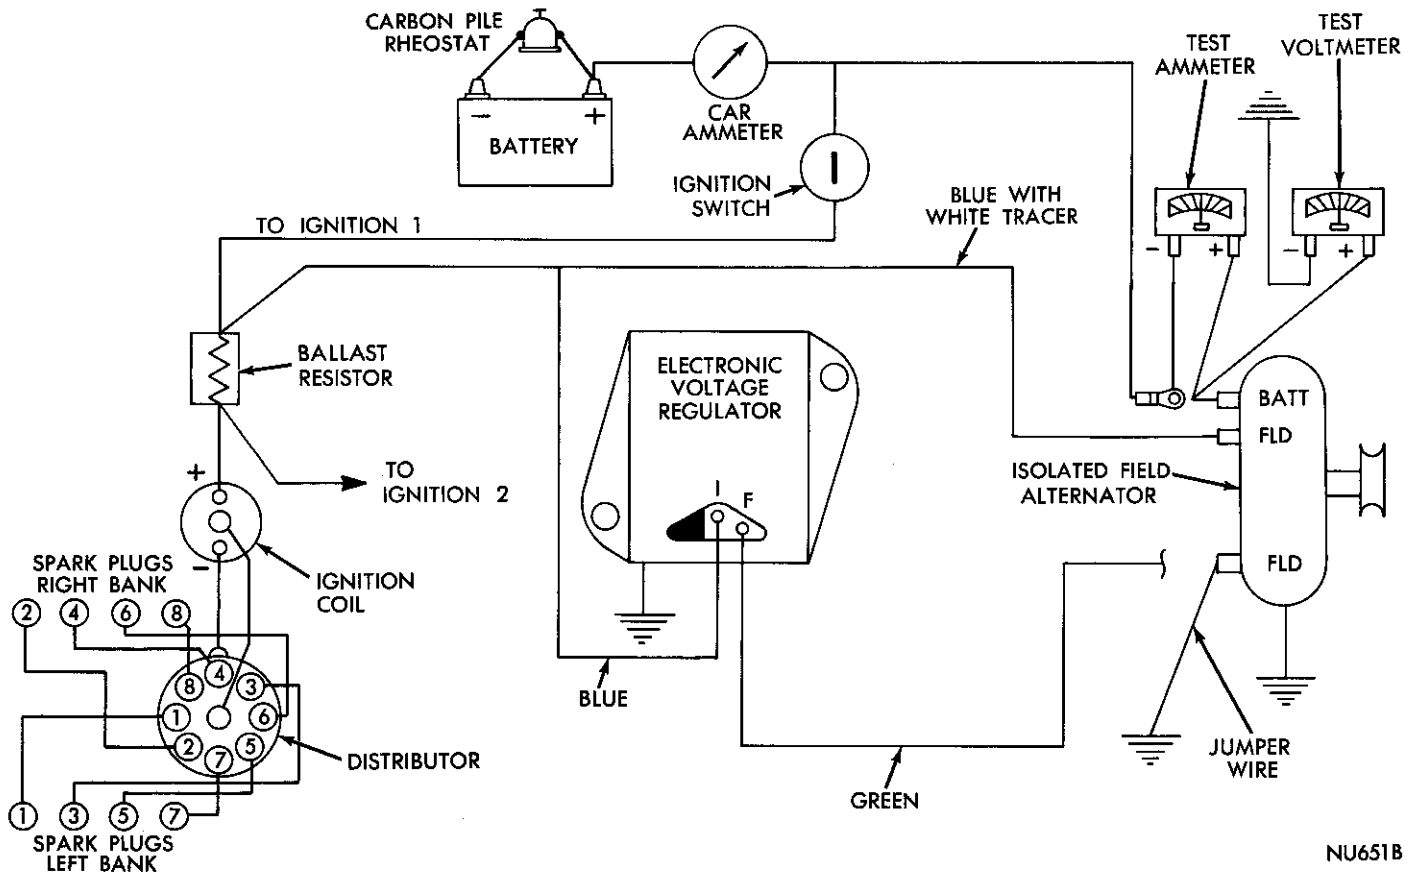 CARBON PILE
RHEOSTAT
TEST
VOLTMETER
TEST
AMMETER
- +
BATTERY
CAR
AMMETER
IGNITION
SWITCH
BLUE WITH
WHITE TRACER
TO IGNITION 1
- +
- +
BALLAST
RESISTOR
ELECTRONIC
VOLTAGE
REGULATOR
I F
BATT
FLD
ISOLATED FIELD
ALTERNATOR
FLD
+
TO
IGNITION 2
-
IGNITION
COIL
SPARK PLUGS
RIGHT BANK
2 4 6 8
4
8 3
1 6
2 5
7
DISTRIBUTOR
BLUE
GREEN
JUMPER
WIRE
1 3 5 7
SPARK PLUGS
LEFT BANK
NU651B